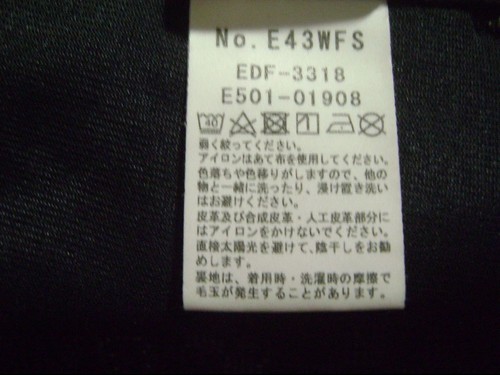 No. E43WFS
EDF-3318
E501-01908
40
弱く絞ってください。
アイロンはあて布を使用してください。
色落ちや色移りがしますので、他の
物と一緒に洗ったり、浸け置き洗い
はお避けください。
皮革及び合成皮革・人工皮革部分に
はアイロンをかけないでください。
直接太陽光を避けて、陰干しをお勧
めします。
裏地は、着用時・洗濯時の摩擦で
毛玉が発生することがあります。